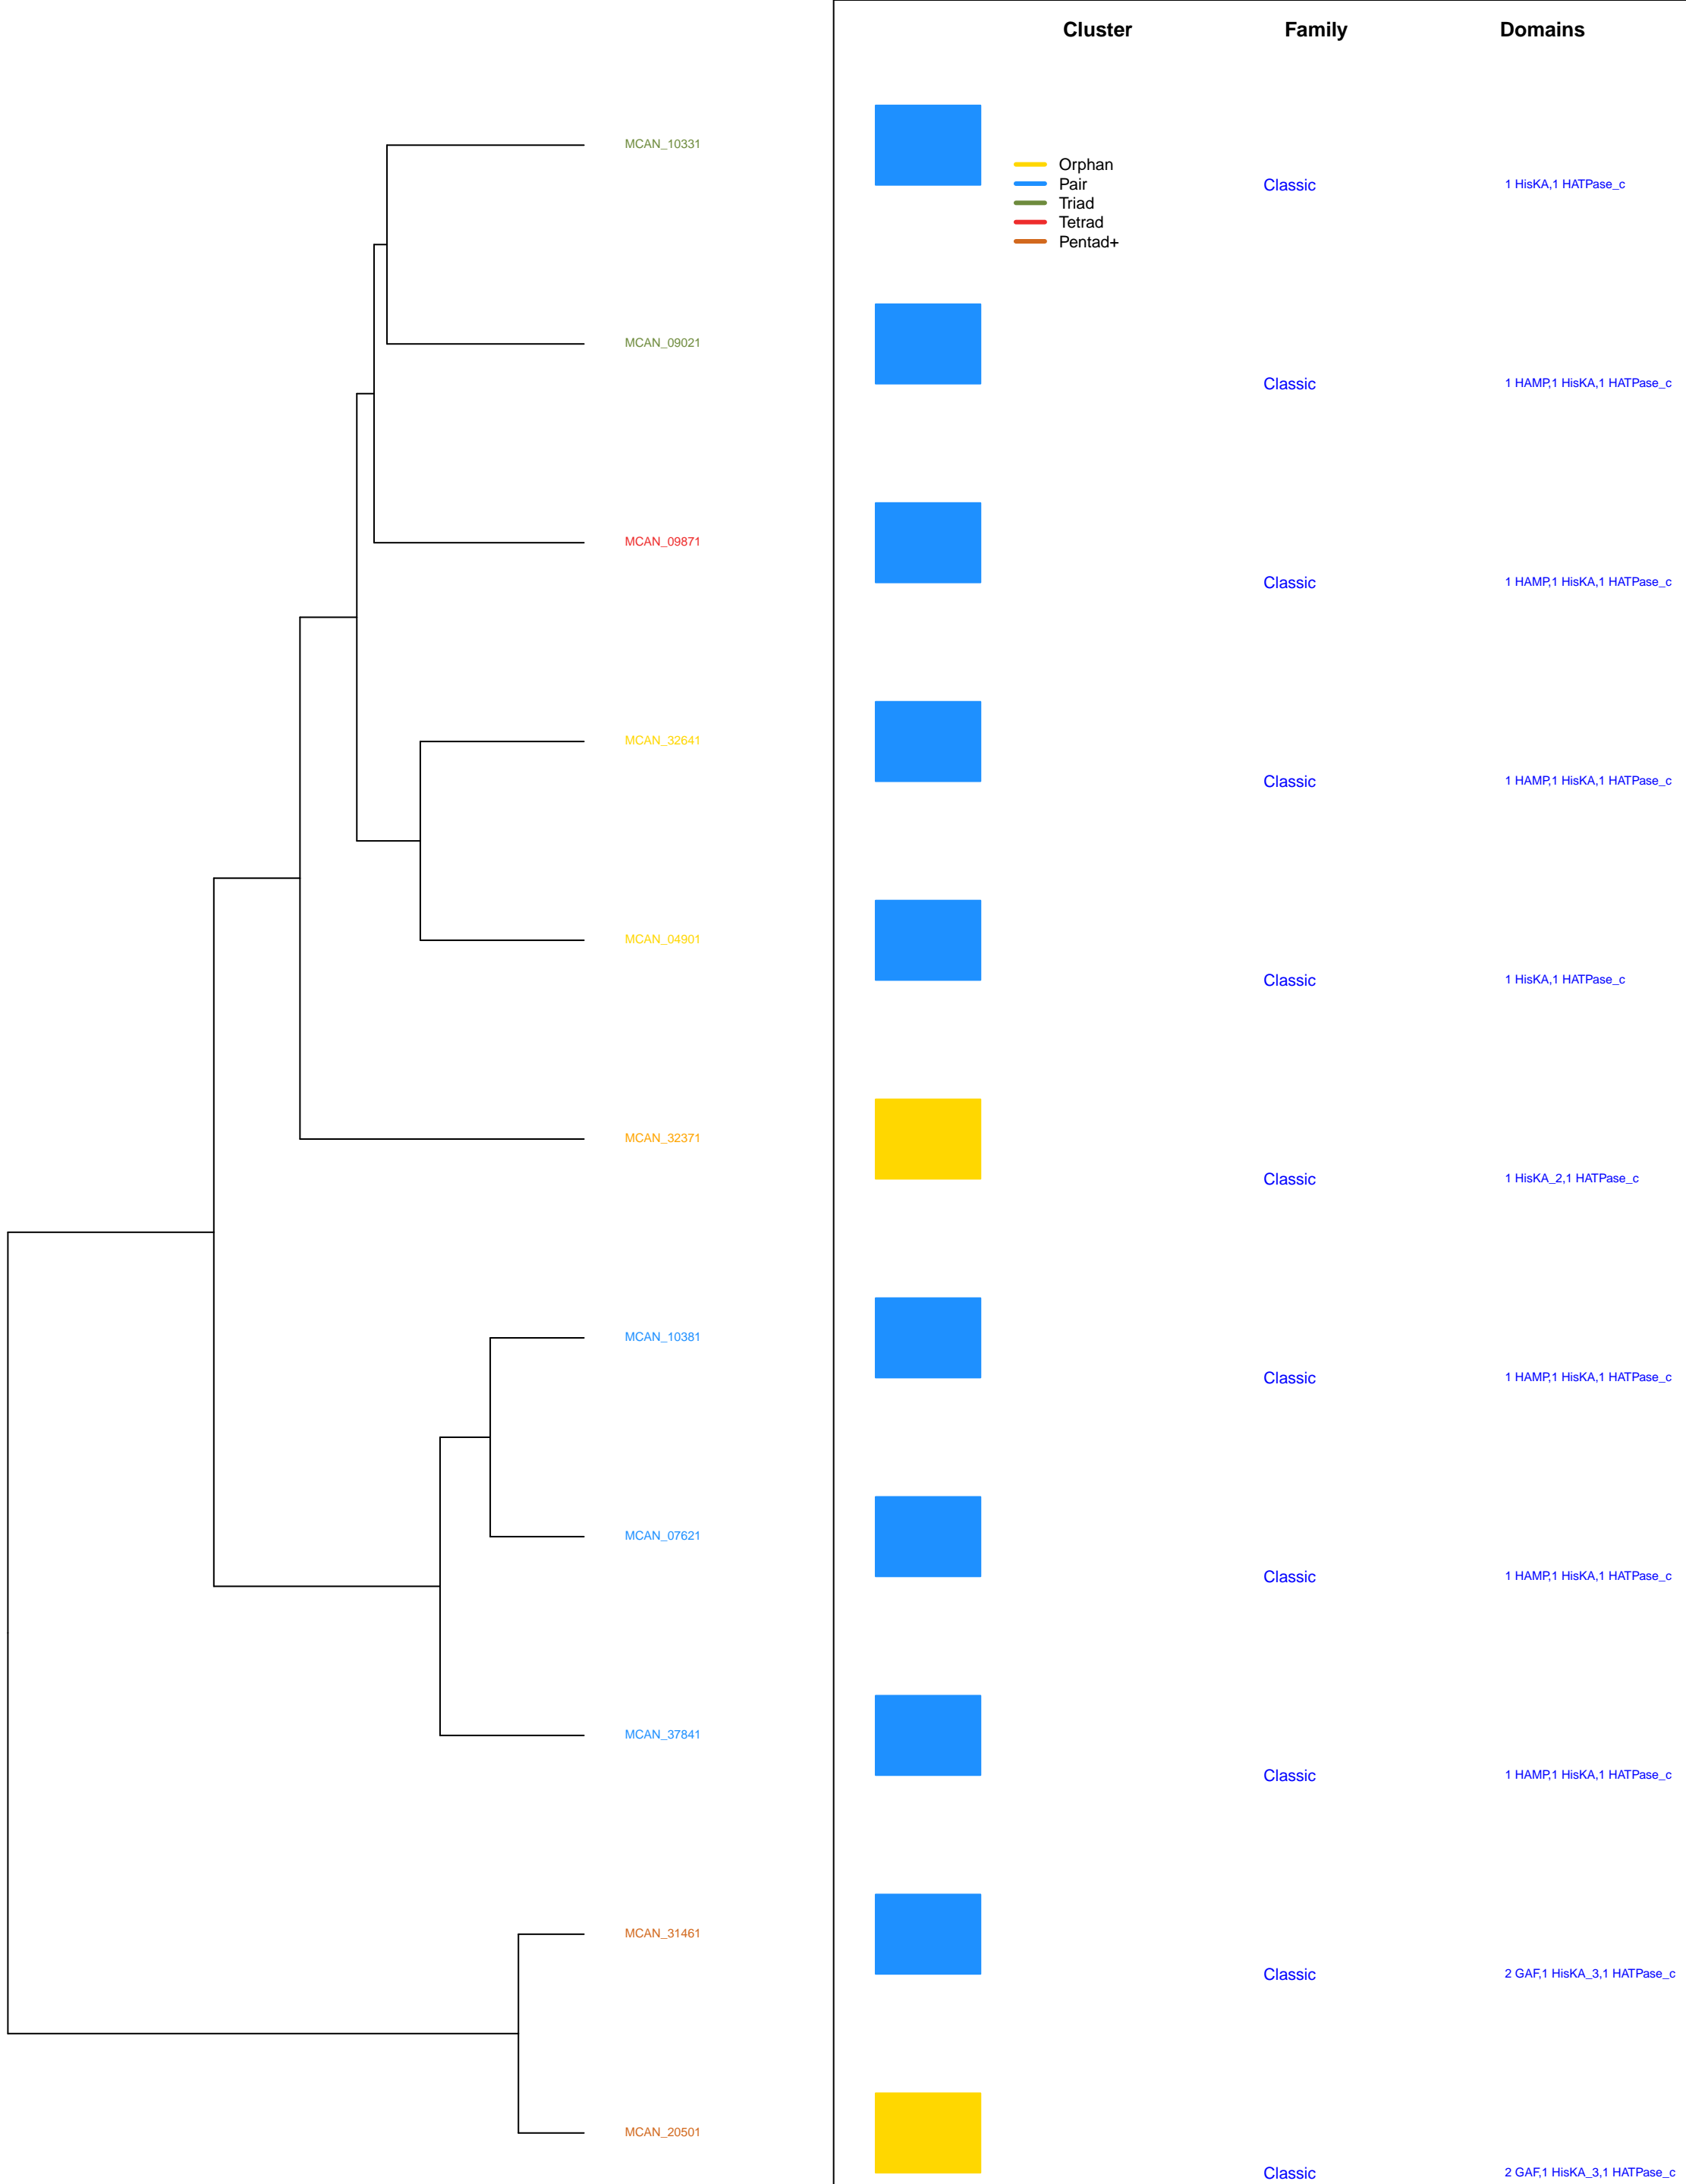 Cluster Family Domains
MCAN_10331
Orphan
Pair
Classic 1 HisKA,1 HATPase_c
Triad
Tetrad
Pentad+
MCAN_09021
Classic 1 HAMP,1 HisKA,1 HATPase_c
MCAN_09871
Classic 1 HAMP,1 HisKA,1 HATPase_c
MCAN_32641
Classic 1 HAMP,1 HisKA,1 HATPase_c
MCAN_04901
Classic 1 HisKA,1 HATPase_c
MCAN_32371
Classic 1 HisKA_2,1 HATPase_c
MCAN_10381
Classic 1 HAMP,1 HisKA,1 HATPase_c
MCAN_07621
Classic 1 HAMP,1 HisKA,1 HATPase_c
MCAN_37841
Classic 1 HAMP,1 HisKA,1 HATPase_c
MCAN_31461
Classic 2 GAF,1 HisKA_3,1 HATPase_c
MCAN_20501
Classic 2 GAF,1 HisKA_3,1 HATPase_c